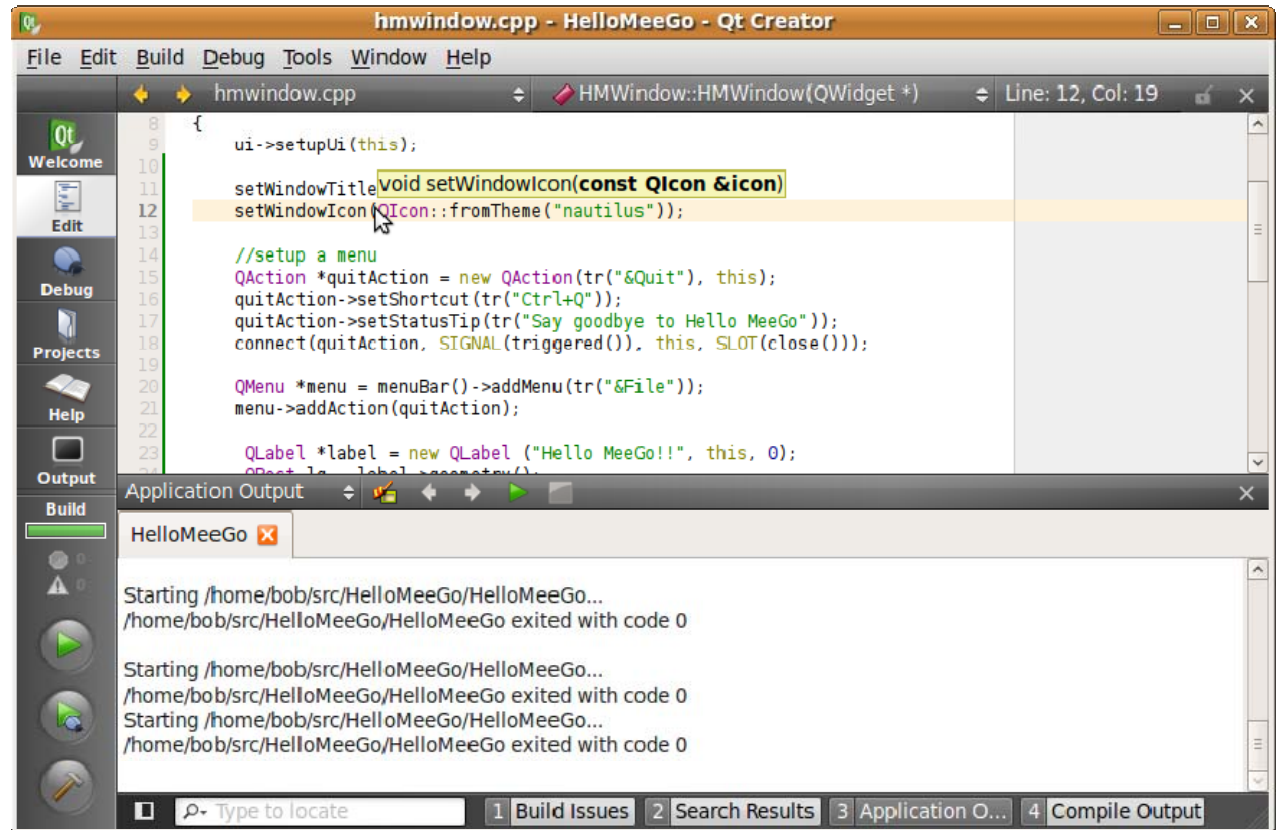 hmwindow.cpp - HelloMeeGo - Qt Creator
File Edit Build Debug Tools Window Help
hmwindow.cpp HMWindow::HMWindow(QWidget *) Line: 12, Col: 19
Qt
Welcome
Edit
Debug
Projects
Help
Output
Build
0
0
8 {
9 ui->setupUi(this);
10
11 setWindowTitle
void setWindowIcon(const QIcon &icon)
12 setWindowIcon(QIcon::fromTheme("nautilus"));
13
14 //setup a menu
15 QAction *quitAction = new QAction(tr("&Quit"), this);
16 quitAction->setShortcut(tr("Ctrl+Q"));
17 quitAction->setStatusTip(tr("Say goodbye to Hello MeeGo"));
18 connect(quitAction, SIGNAL(triggered()), this, SLOT(close()));
19
20 QMenu *menu = menuBar()->addMenu(tr("&File"));
21 menu->addAction(quitAction);
22
23 QLabel *label = new QLabel ("Hello MeeGo!!", this, 0);
Application Output
HelloMeeGo
Starting /home/bob/src/HelloMeeGo/HelloMeeGo...
/home/bob/src/HelloMeeGo/HelloMeeGo exited with code 0
Starting /home/bob/src/HelloMeeGo/HelloMeeGo...
/home/bob/src/HelloMeeGo/HelloMeeGo exited with code 0
Starting /home/bob/src/HelloMeeGo/HelloMeeGo...
/home/bob/src/HelloMeeGo/HelloMeeGo exited with code 0
Type to locate 1 Build Issues 2 Search Results 3 Application O... 4 Compile Output